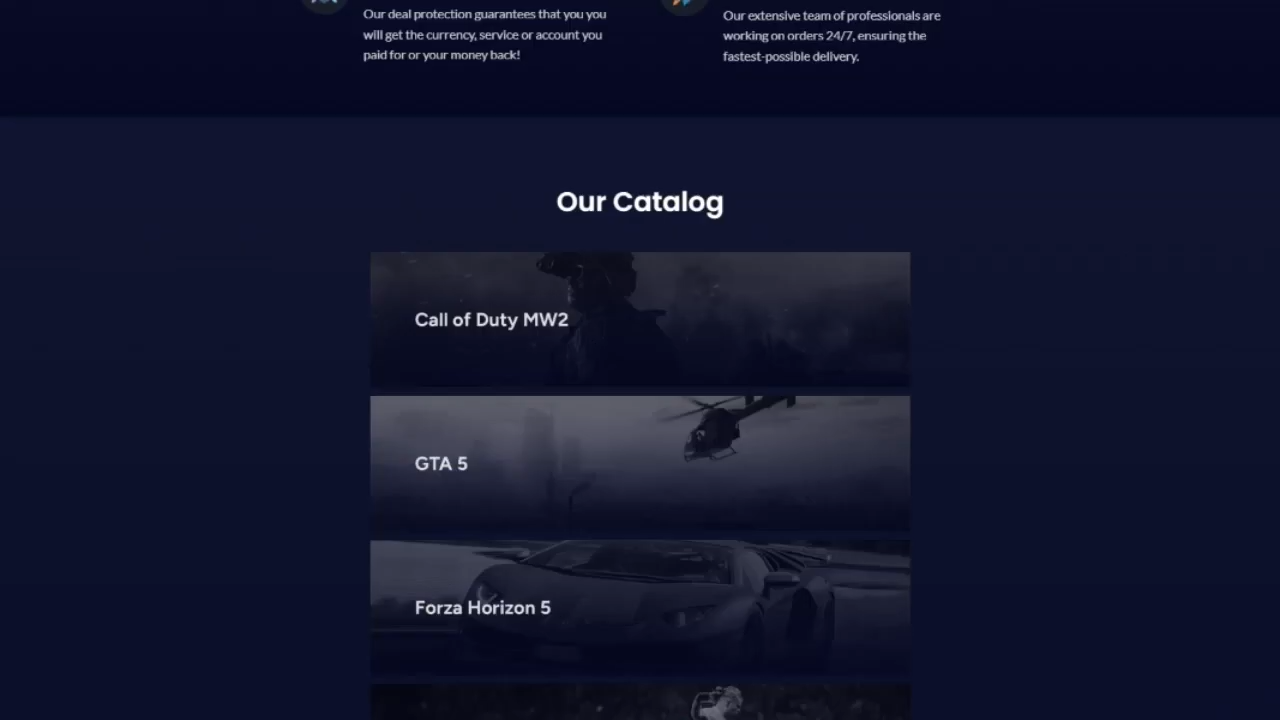 Our deal protection guarantees that you you
will get the currency, service or account you
paid for or your money back!
Our extensive team of professionals are
working on orders 24/7, ensuring the
fastest-possible delivery.
Our Catalog
Call of Duty MW2
GTA 5
Forza Horizon 5